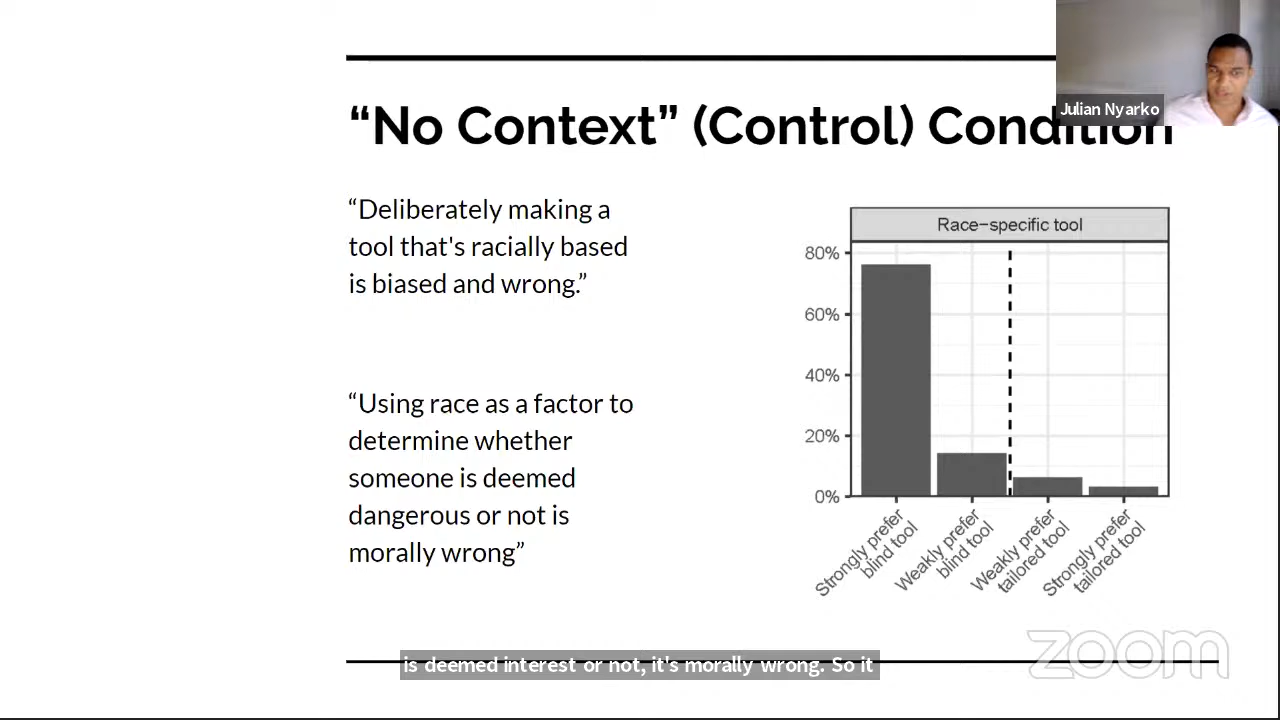 Julian Nyarko
“No Context” (Control) Condition
“Deliberately making a
tool that's racially based
is biased and wrong.”
“Using race as a factor to
determine whether
someone is deemed
dangerous or not is
morally wrong”
Race−specific tool
80%
60%
40%
20%
0%
Strongly prefer
blind tool
Weakly prefer
blind tool
Weakly prefer
tailored tool
Strongly prefer
tailored tool
zoom
is deemed interest or not, it's morally wrong. So it